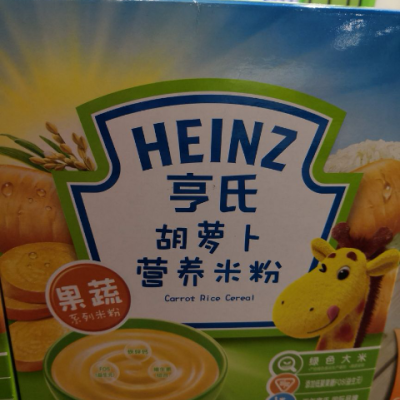 HEINZ
亨氏
胡萝卜
营养米粉
Carrot Rice Cereal
果蔬
系列米粉
绿色大米